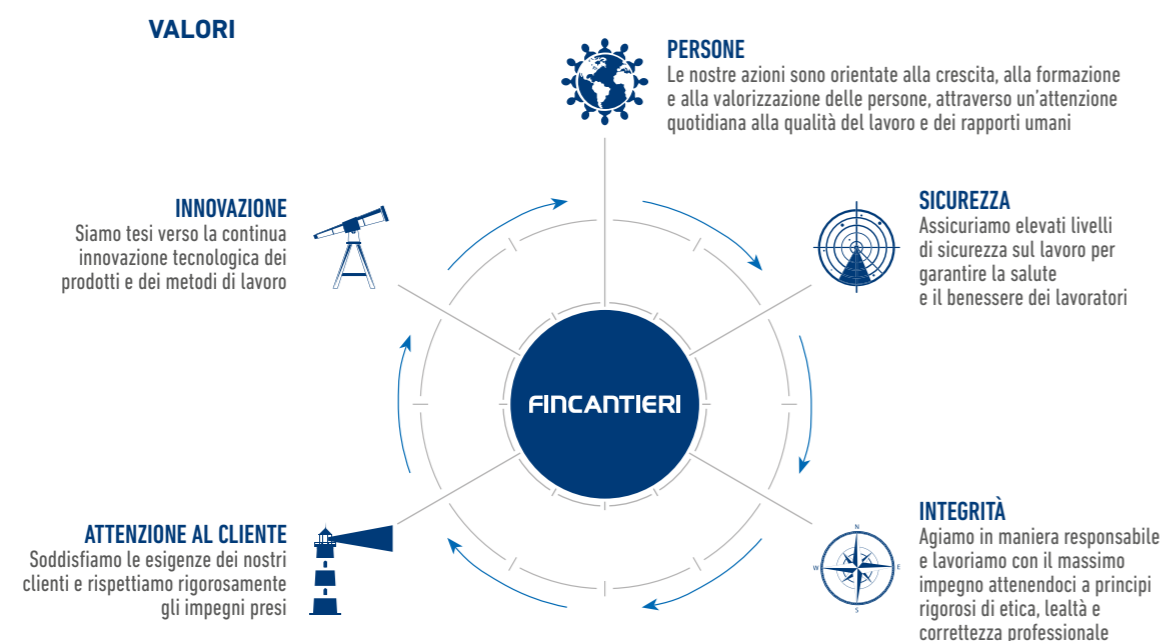 VALORI
PERSONE
Le nostre azioni sono orientate alla crescita, alla formazione
e alla valorizzazione delle persone, attraverso un'attenzione
quotidiana alla qualità del lavoro e dei rapporti umani
INNOVAZIONE
Siamo tesi verso la continua
innovazione tecnologica dei
prodotti e dei metodi di lavoro
SICUREZZA
Assicuriamo elevati livelli
di sicurezza sul lavoro per
garantire la salute
e il benessere dei lavoratori
FINCANTIERI
ATTENZIONE AL CLIENTE
Soddisfiamo le esigenze dei nostri
clienti e rispettiamo rigorosamente
gli impegni presi
N
W
E
S
INTEGRITÀ
Agiamo in maniera responsabile
e lavoriamo con il massimo
impegno attenendoci a principi
rigorosi di etica, lealtà e
correttezza professionale